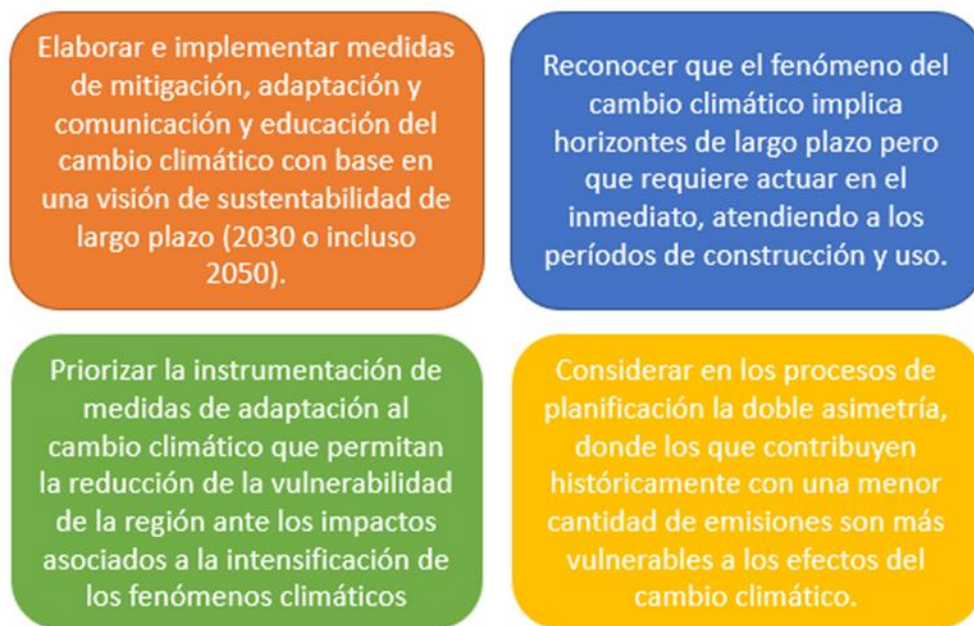 Elaborar e implementar medidas
de mitigación, adaptación y
comunicación y educación del
cambio climático con base en
una visión de sustentabilidad de
largo plazo (2030 o incluso
2050).
Reconocer que el fenómeno del
cambio climático implica
horizontes de largo plazo pero
que requiere actuar en el
inmediato, atendiendo a los
períodos de construcción y uso.
Priorizar la instrumentación de
medidas de adaptación al
cambio climático que permitan
la reducción de la vulnerabilidad
de la región ante los impactos
asociados a la intensificación de
los fenómenos climáticos
Considerar en los procesos de
planificación la doble asimetría,
donde los que contribuyen
históricamente con una menor
cantidad de emisiones son más
vulnerables a los efectos del
cambio climático.